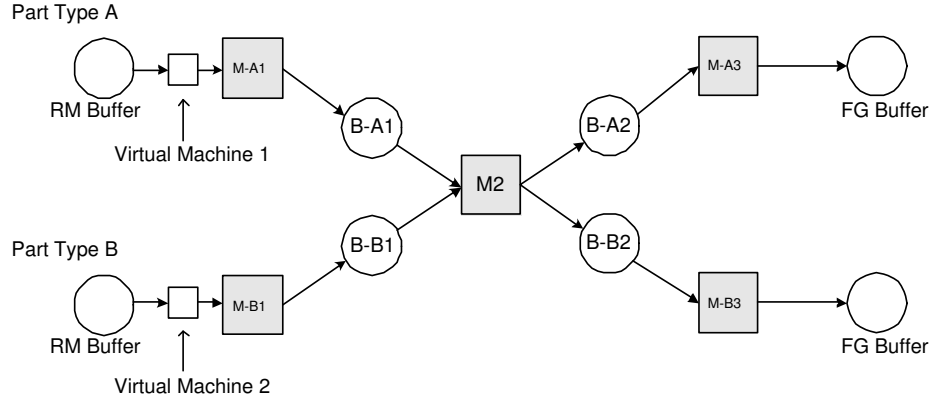 Part Type A
M-A1
M-A3
RM Buffer
FG Buffer
B-A1
B-A2
Virtual Machine 1
M2
Part Type B
B-B1
B-B2
M-B1
M-B3
RM Buffer
FG Buffer
Virtual Machine 2